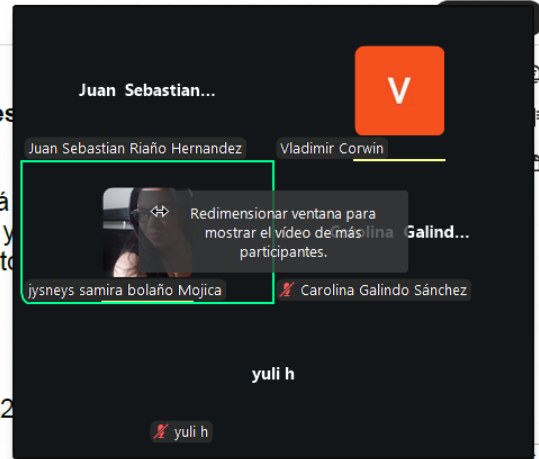 Juan Sebastian...
V
Juan Sebastian Riaño Hernandez
Vladimir Corwin
Redimensionar ventana para
mostrar el vídeo de más
participantes.
Galind...
jysneys samira bolaño Mojica
Carolina Galindo Sánchez
yuli h
yuli h